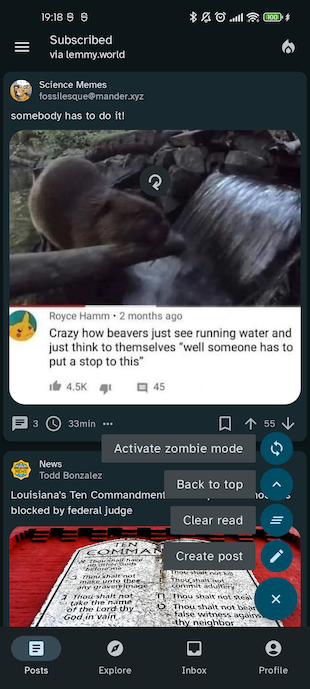 19:18
100
Subscribed
via lemmy.world
Science Memes
fossilesque@mander.xyz
somebody has to do it!
Royce Hamm • 2 months ago
Crazy how beavers just see running water and
just think to themselves "well someone has to
put a stop to this"
4.5K
45
3
33min
55
Activate zombie mode
News
Todd Bonzalez
Back to top
Louisiana's Ten Commandment
blocked by federal judge
Clear read
Create post
TEN
COMMAN
Thou shalt have
no other Gods
before me
Thou shalt not
make unto thee
any graven image
Thou shalt not
take the name
of the Lord thy
God in vain
Thou shalt not kill
Thou shalt not
commit adultery
Thou shalt not steal
Thou shalt not bear
false witness against
thy neighbor
Posts
Explore
Inbox
Profile